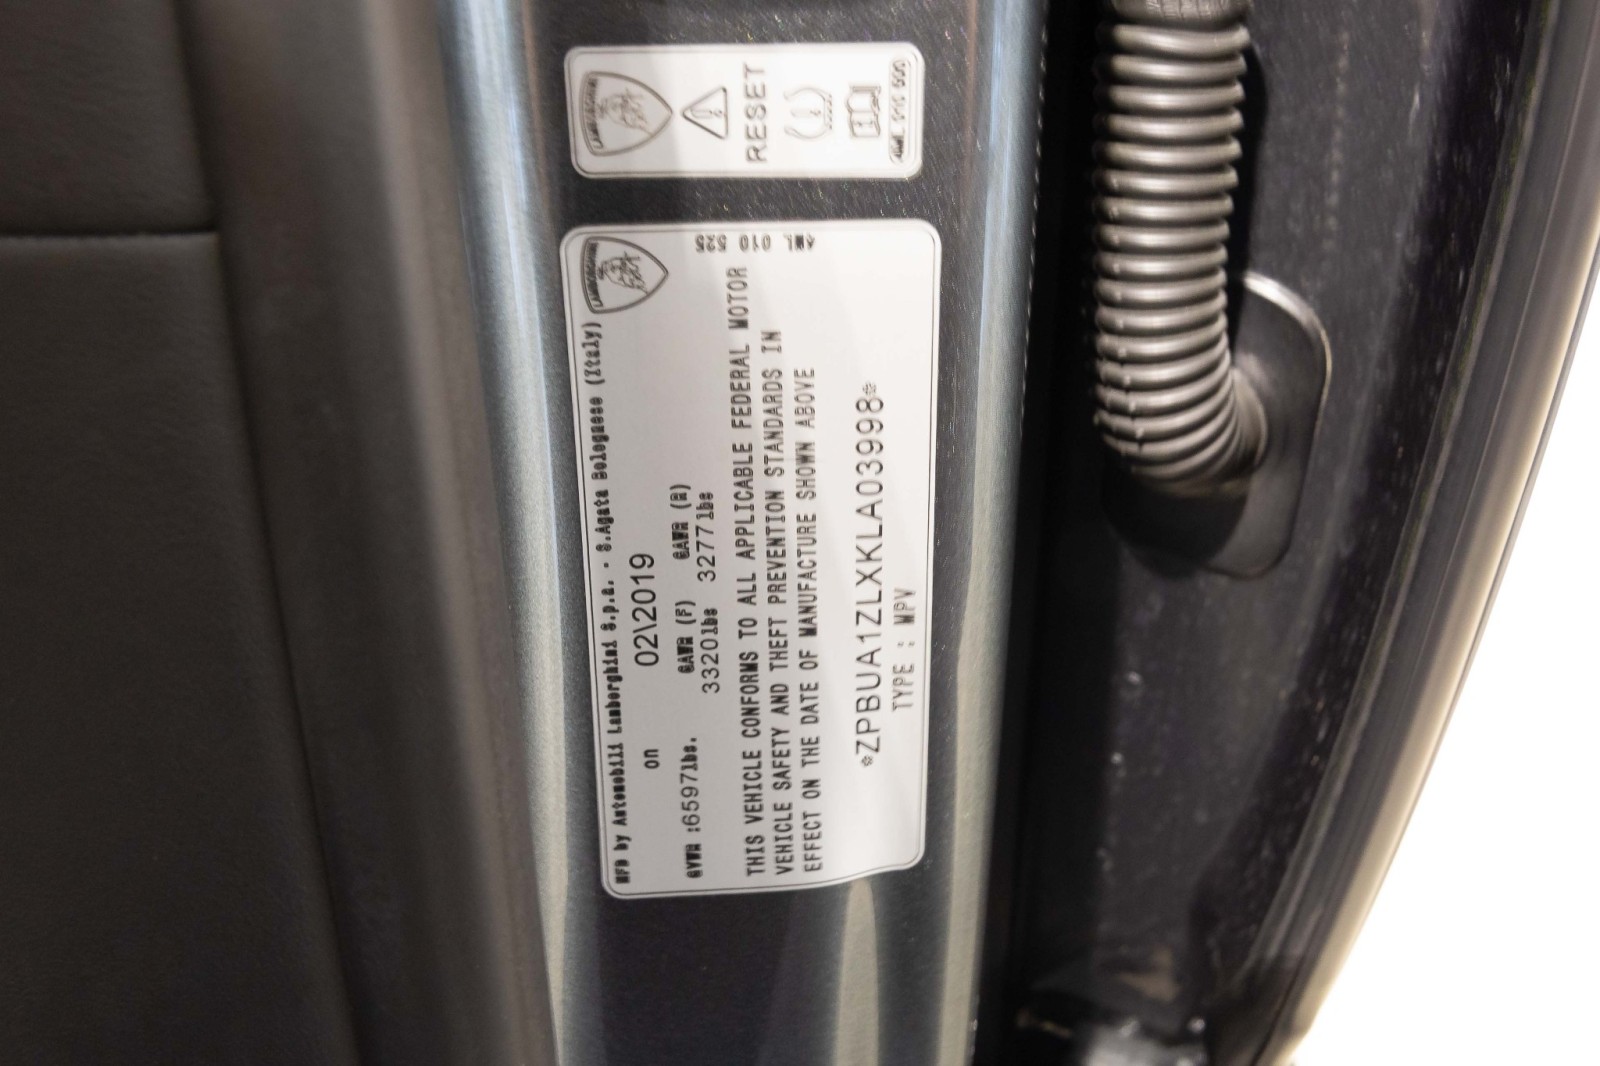 LAMBORGHINI
RESET
LAMBORGHINI
4ML 010 525
MFD by Automobili Lamborghini S.p.a. - S.Agata Bolognese (Italy)
on 02\2019
GVWR :6597lbs. GAWR (F) GAWR (R)
3320lbs 3277lbs
THIS VEHICLE CONFORMS TO ALL APPLICABLE FEDERAL MOTOR
VEHICLE SAFETY AND THEFT PREVENTION STANDARDS IN
EFFECT ON THE DATE OF MANUFACTURE SHOWN ABOVE
*ZPBUA1ZLXKLA03998*
TYPE : MPV